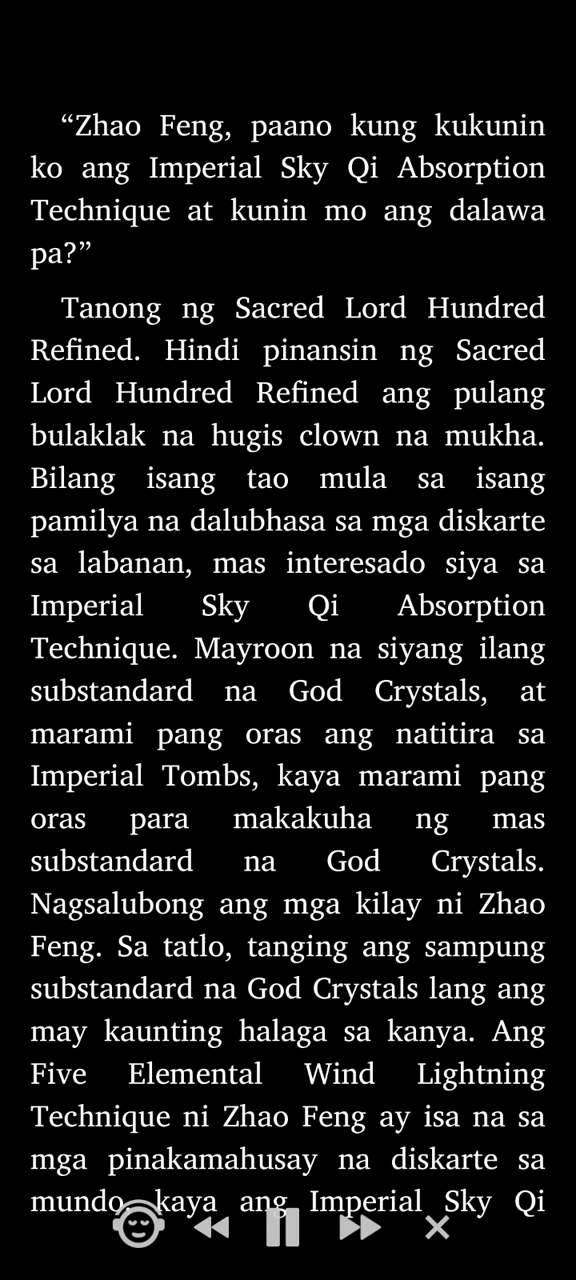 “Zhao Feng, paano kung kukunin
ko ang Imperial Sky Qi Absorption
Technique at kunin mo ang dalawa
pa?”
Tanong ng Sacred Lord Hundred
Refined. Hindi pinansin ng Sacred
Lord Hundred Refined ang pulang
bulaklak na hugis clown na mukha.
Bilang isang tao mula sa isang
pamilya na dalubhasa sa mga diskarte
sa labanan, mas interesado siya sa
Imperial Sky Qi Absorption
Technique. Mayroon na siyang ilang
substandard na God Crystals, at
marami pang oras ang natitira sa
Imperial Tombs, kaya marami pang
oras para makakuha ng mas
substandard na God Crystals.
Nagsalubong ang mga kilay ni Zhao
Feng. Sa tatlo, tanging ang sampung
substandard na God Crystals lang ang
may kaunting halaga sa kanya. Ang
Five Elemental Wind Lightning
Technique ni Zhao Feng ay isa na sa
mga pinakamahusay na diskarte sa
mundo, kaya ang Imperial Sky Qi